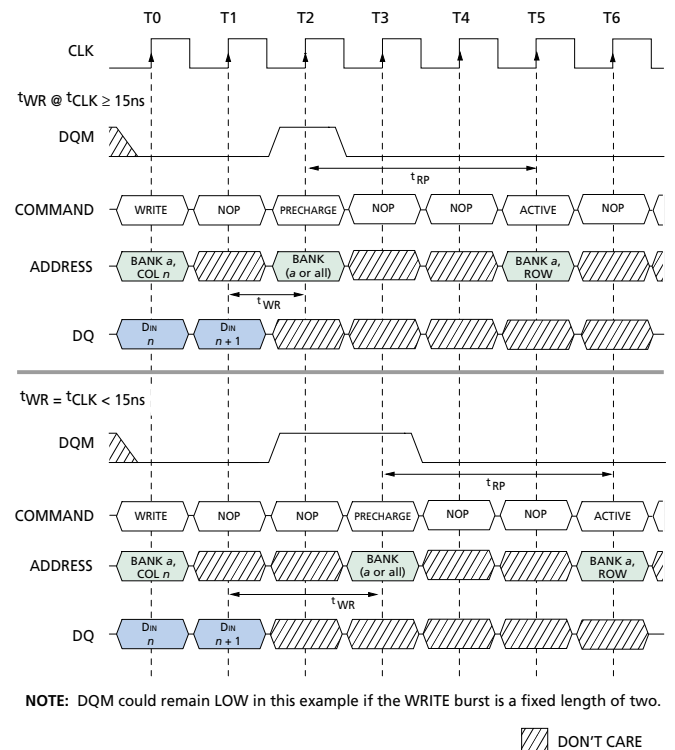 T0 T1 T2 T3 T4 T5 T6
CLK
tWR @ tCLK ≥ 15ns
DQM
tRP
COMMAND WRITE NOP PRECHARGE NOP NOP ACTIVE NOP
ADDRESS BANK a, COL n BANK (a or all) BANK a, ROW
tWR
DQ DIN n DIN n + 1
tWR = tCLK < 15ns
DQM
tRP
COMMAND WRITE NOP NOP PRECHARGE NOP NOP ACTIVE
ADDRESS BANK a, COL n BANK (a or all) BANK a, ROW
tWR
DQ DIN n DIN n + 1
NOTE: DQM could remain LOW in this example if the WRITE burst is a fixed length of two.
DON'T CARE